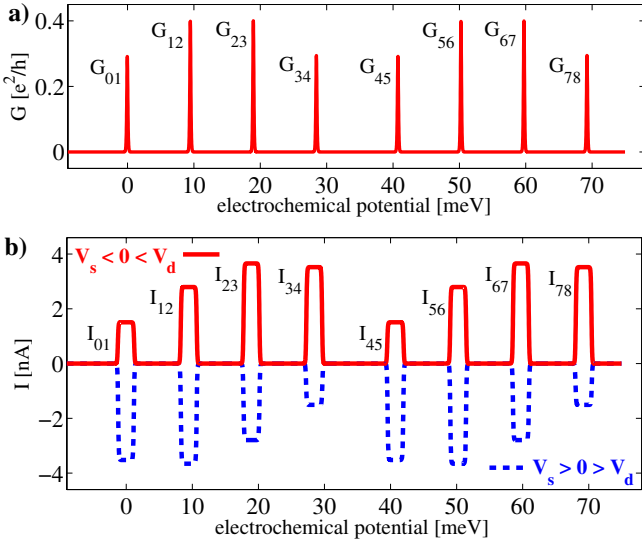 a)
G [e²/h]
0.4
0.2
0
G₀₁ G₁₂ G₂₃ G₃₄ G₄₅ G₅₆ G₆₇ G₇₈
0 10 20 30 40 50 60 70
electrochemical potential [meV]
b)
I [nA]
4
2
0
−2
−4
Vₛ < 0 < V_d
I₀₁ I₁₂ I₂₃ I₃₄ I₄₅ I₅₆ I₆₇ I₇₈
Vₛ > 0 > V_d
0 10 20 30 40 50 60 70
electrochemical potential [meV]